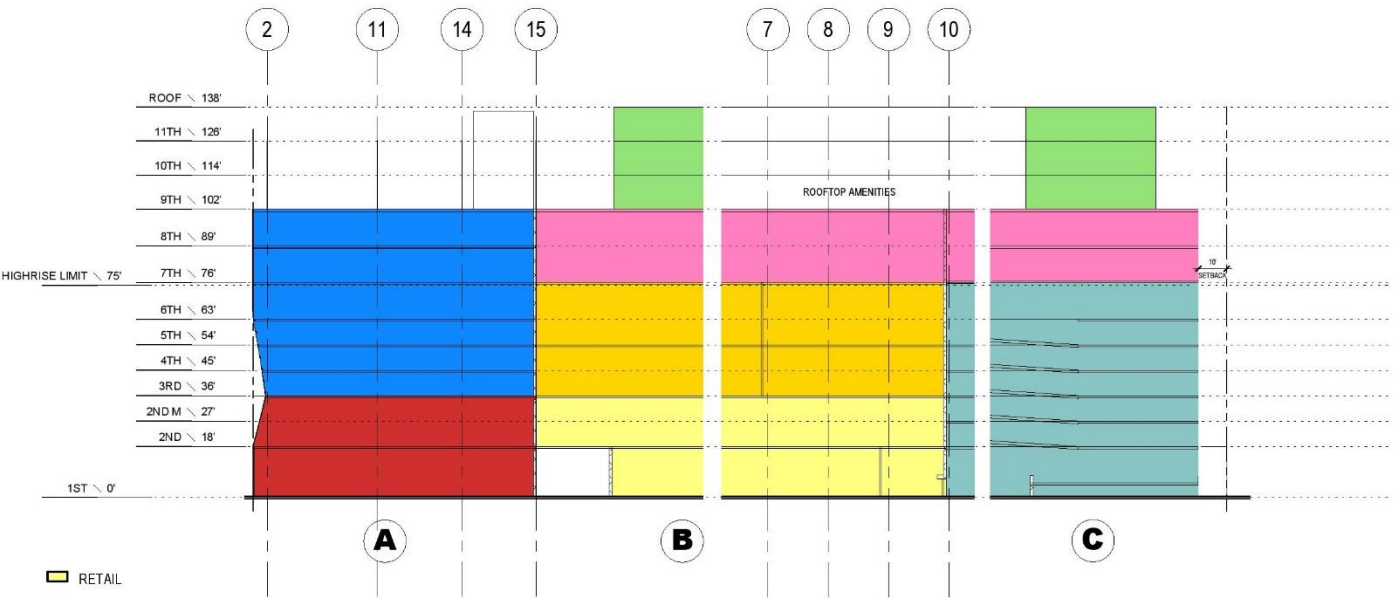 2 11 14 15 7 8 9 10
ROOF \ 138'
11TH \ 126'
10TH \ 114'
9TH \ 102'
ROOFTOP AMENITIES
8TH \ 89'
HIGHRISE LIMIT \ 75'
7TH \ 76'
10'
SETBACK
6TH \ 63'
5TH \ 54'
4TH \ 45'
3RD \ 36'
2ND M \ 27'
2ND \ 18'
1ST \ 0'
A B C
RETAIL